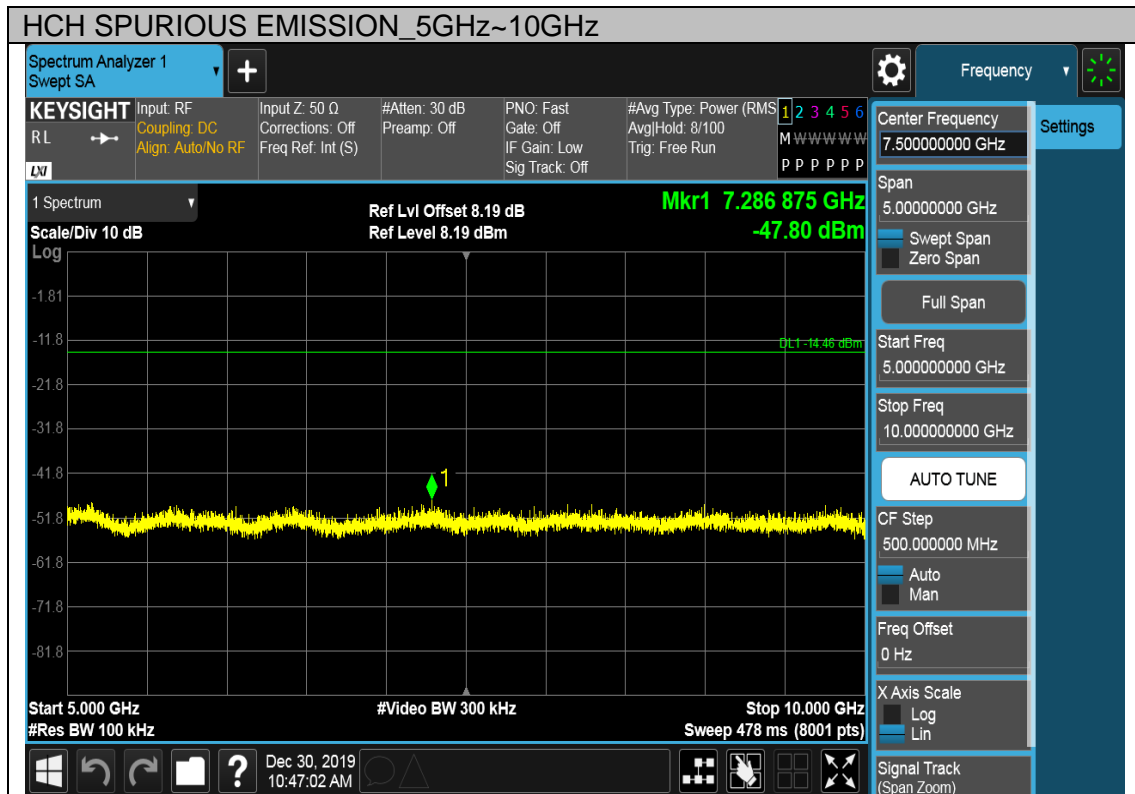 HCH SPURIOUS EMISSION_5GHz~10GHz
Spectrum Analyzer 1
Swept SA
+
Frequency
KEYSIGHT
RL
LXI
Input: RF
Coupling: DC
Align: Auto/No RF
Input Z: 50 Ω
Corrections: Off
Freq Ref: Int (S)
#Atten: 30 dB
Preamp: Off
PNO: Fast
Gate: Off
IF Gain: Low
Sig Track: Off
#Avg Type: Power (RMS
Avg|Hold: 8/100
Trig: Free Run
1 2 3 4 5 6
M W W W W W
P P P P P P
1 Spectrum
Scale/Div 10 dB
Log
Ref Lvl Offset 8.19 dB
Ref Level 8.19 dBm
Mkr1 7.286 875 GHz
-47.80 dBm
-1.81
-11.8
DL1 -14.46 dBm
-21.8
-31.8
-41.8
1
-51.8
-61.8
-71.8
-81.8
Start 5.000 GHz
#Video BW 300 kHz
Stop 10.000 GHz
#Res BW 100 kHz
Sweep 478 ms (8001 pts)
Center Frequency
7.500000000 GHz
Settings
Span
5.00000000 GHz
Swept Span
Zero Span
Full Span
Start Freq
5.000000000 GHz
Stop Freq
10.000000000 GHz
AUTO TUNE
CF Step
500.000000 MHz
Auto
Man
Freq Offset
0 Hz
X Axis Scale
Log
Lin
Signal Track
(Span Zoom)
?
Dec 30, 2019
10:47:02 AM